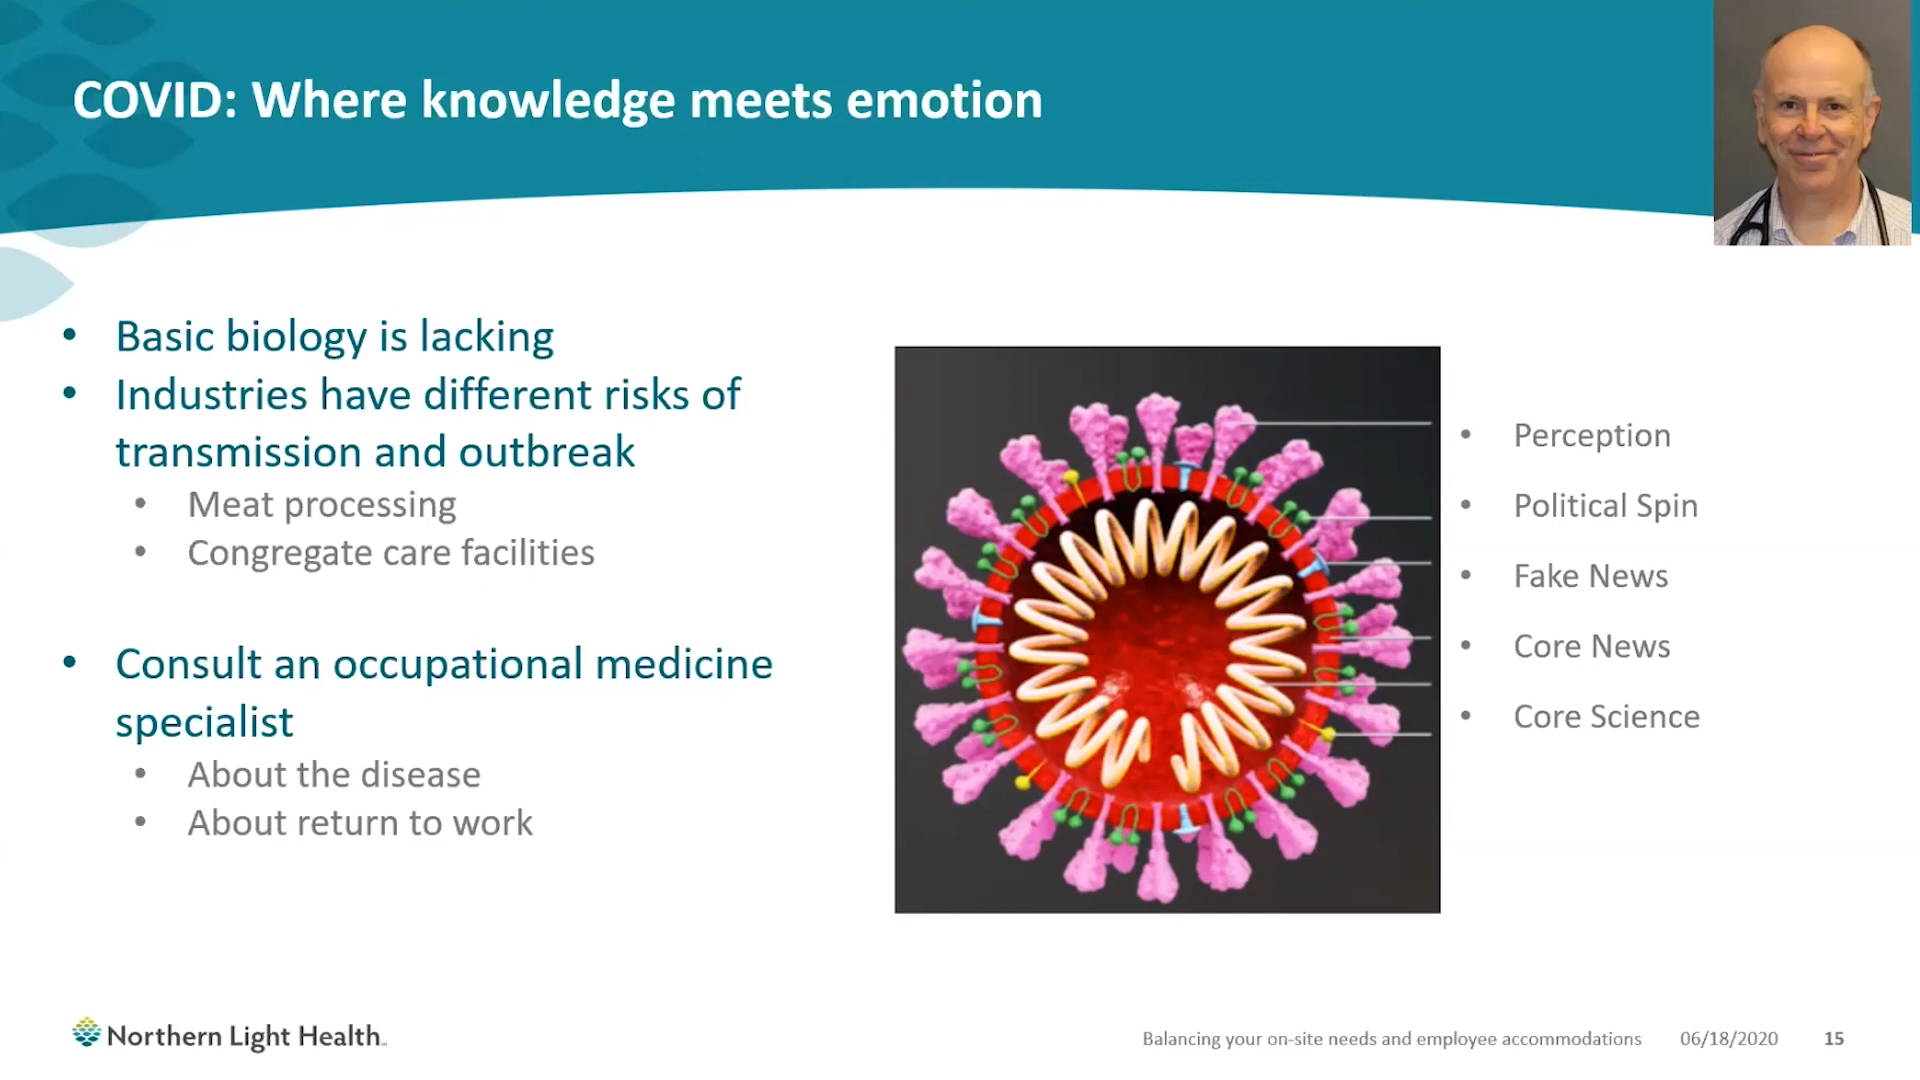 COVID: Where knowledge meets emotion
• Basic biology is lacking
• Industries have different risks of
transmission and outbreak
• Meat processing
• Congregate care facilities
• Consult an occupational medicine
specialist
• About the disease
• About return to work
• Perception
• Political Spin
• Fake News
• Core News
• Core Science
Northern Light Health
Balancing your on-site needs and employee accommodations 06/18/2020 15